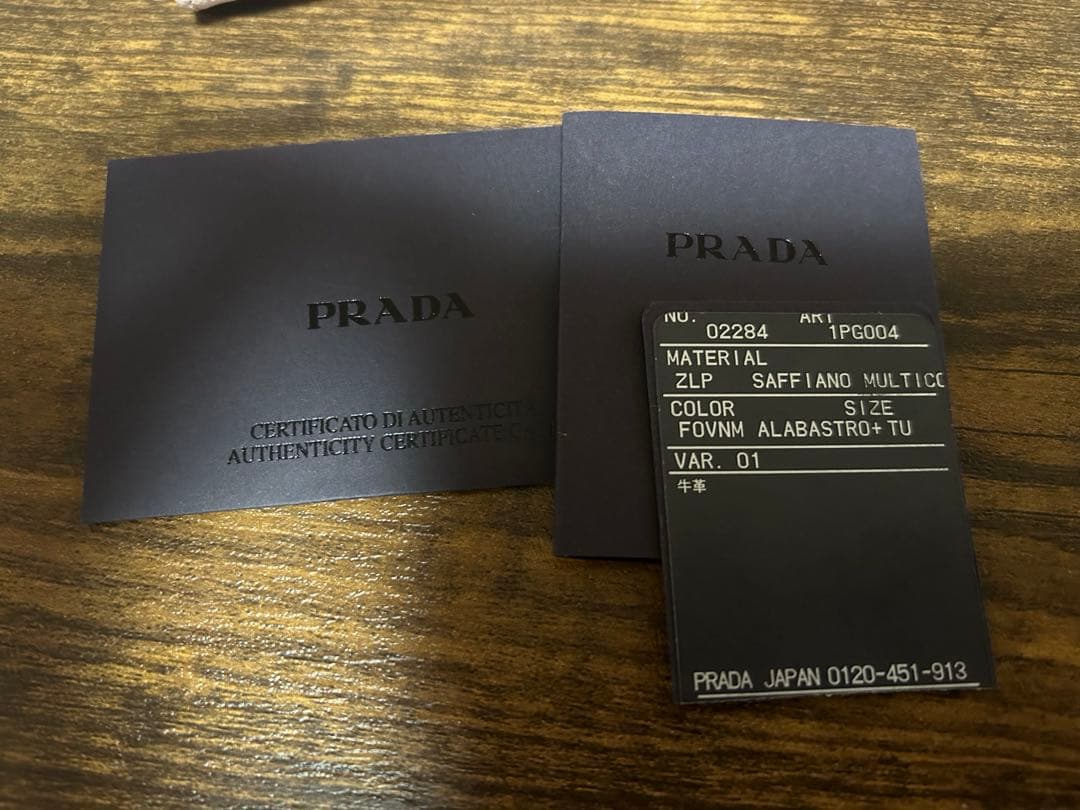 PRADA
CERTIFICATO DI AUTENTICITÀ
AUTHENTICITY CERTIFICATE
PRADA
NO. ART
02284 1PG004
MATERIAL
ZLP SAFFIANO MULTICO
COLOR SIZE
FOVNM ALABASTRO+TU
VAR. 01
牛革
PRADA JAPAN 0120-451-913